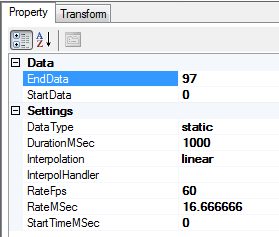 Property Transform
Data
EndData 97
StartData 0
Settings
DataType static
DurationMSec 1000
Interpolation linear
InterpolHandler
RateFps 60
RateMSec 16.666666
StartTimeMSec 0